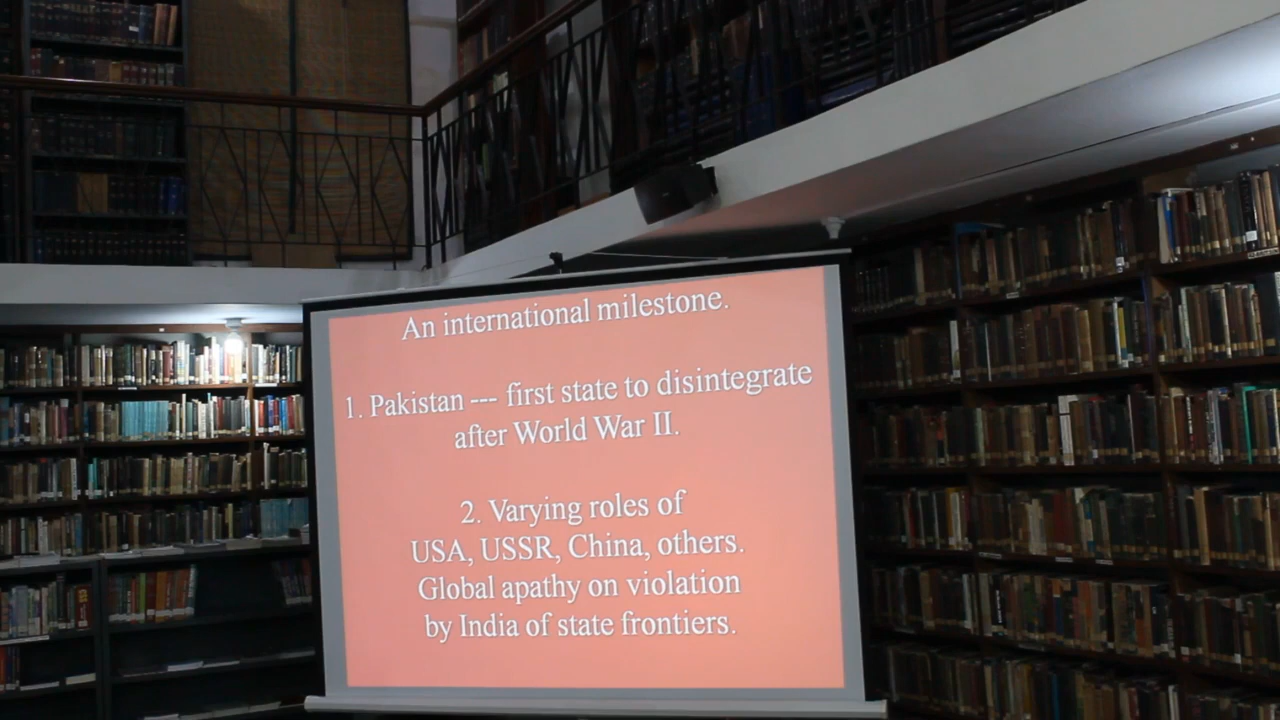 An international milestone.
1. Pakistan --- first state to disintegrate
after World War II.
2. Varying roles of
USA, USSR, China, others.
Global apathy on violation
by India of state frontiers.